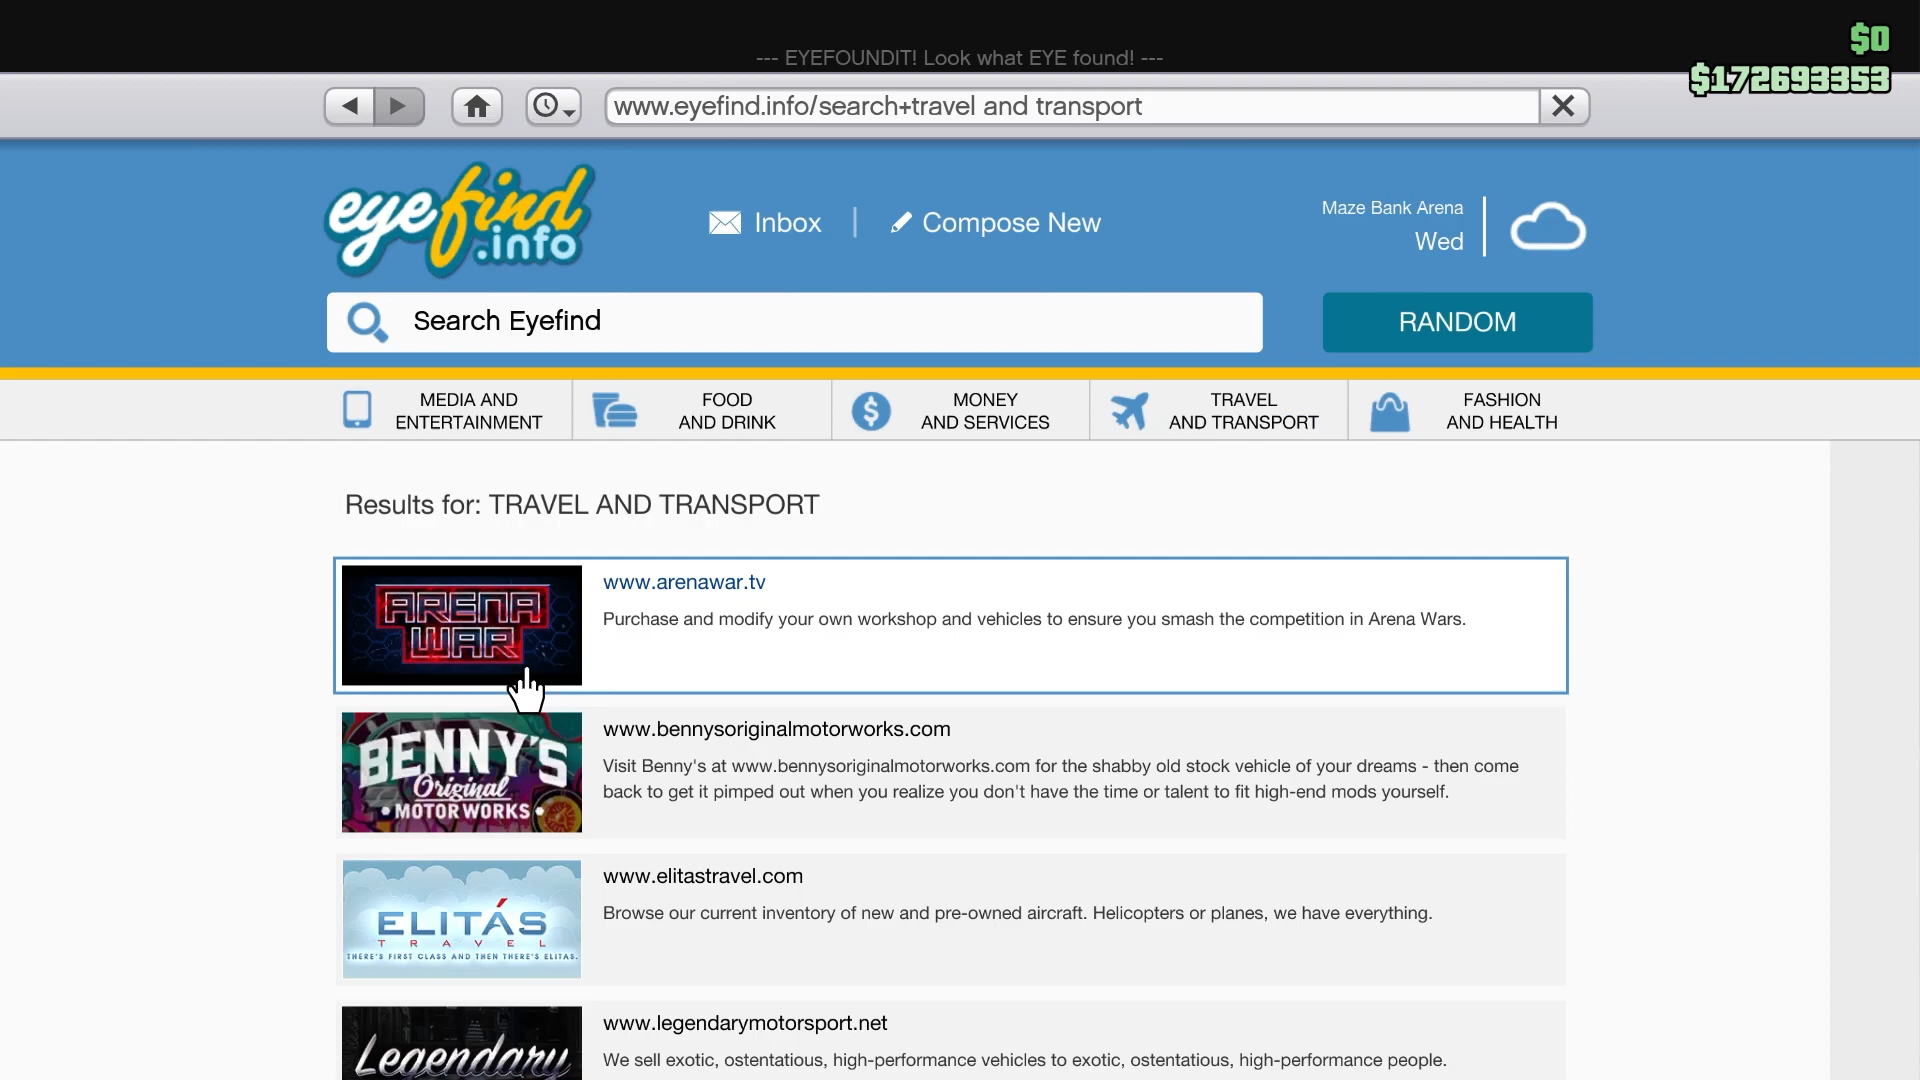 --- EYEFOUNDIT! Look what EYE found! ---
$0
$172693353
www.eyefind.info/search+travel and transport
eyefind
.info
Inbox
Compose New
Maze Bank Arena
Wed
Search Eyefind
RANDOM
MEDIA AND
ENTERTAINMENT
FOOD
AND DRINK
MONEY
AND SERVICES
TRAVEL
AND TRANSPORT
FASHION
AND HEALTH
Results for: TRAVEL AND TRANSPORT
ARENA
WAR
www.arenawar.tv
Purchase and modify your own workshop and vehicles to ensure you smash the competition in Arena Wars.
BENNY'S
Original
MOTOR WORKS
www.bennysoriginalmotorworks.com
Visit Benny's at www.bennysoriginalmotorworks.com for the shabby old stock vehicle of your dreams - then come
back to get it pimped out when you realize you don't have the time or talent to fit high-end mods yourself.
ELITÁS
TRAVEL
THERE'S FIRST CLASS AND THEN THERE'S ELITAS.
www.elitastravel.com
Browse our current inventory of new and pre-owned aircraft. Helicopters or planes, we have everything.
Legendary
www.legendarymotorsport.net
We sell exotic, ostentatious, high-performance vehicles to exotic, ostentatious, high-performance people.